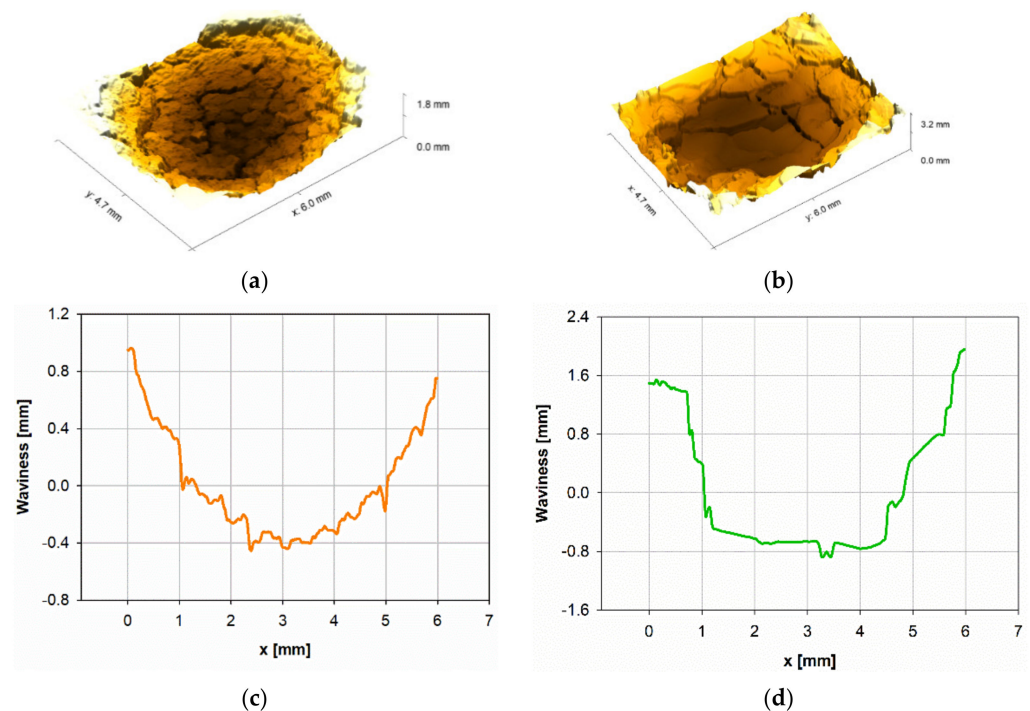 1.8 mm
0.0 mm
y: 4.7 mm
x: 6.0 mm
3.2 mm
0.0 mm
x: 4.7 mm
y: 6.0 mm
(a)
(b)
1.2
0.8
0.4
0.0
-0.4
-0.8
Waviness [mm]
0 1 2 3 4 5 6 7
x [mm]
2.4
1.6
0.8
0.0
-0.8
-1.6
Waviness [mm]
0 1 2 3 4 5 6 7
x [mm]
(c)
(d)